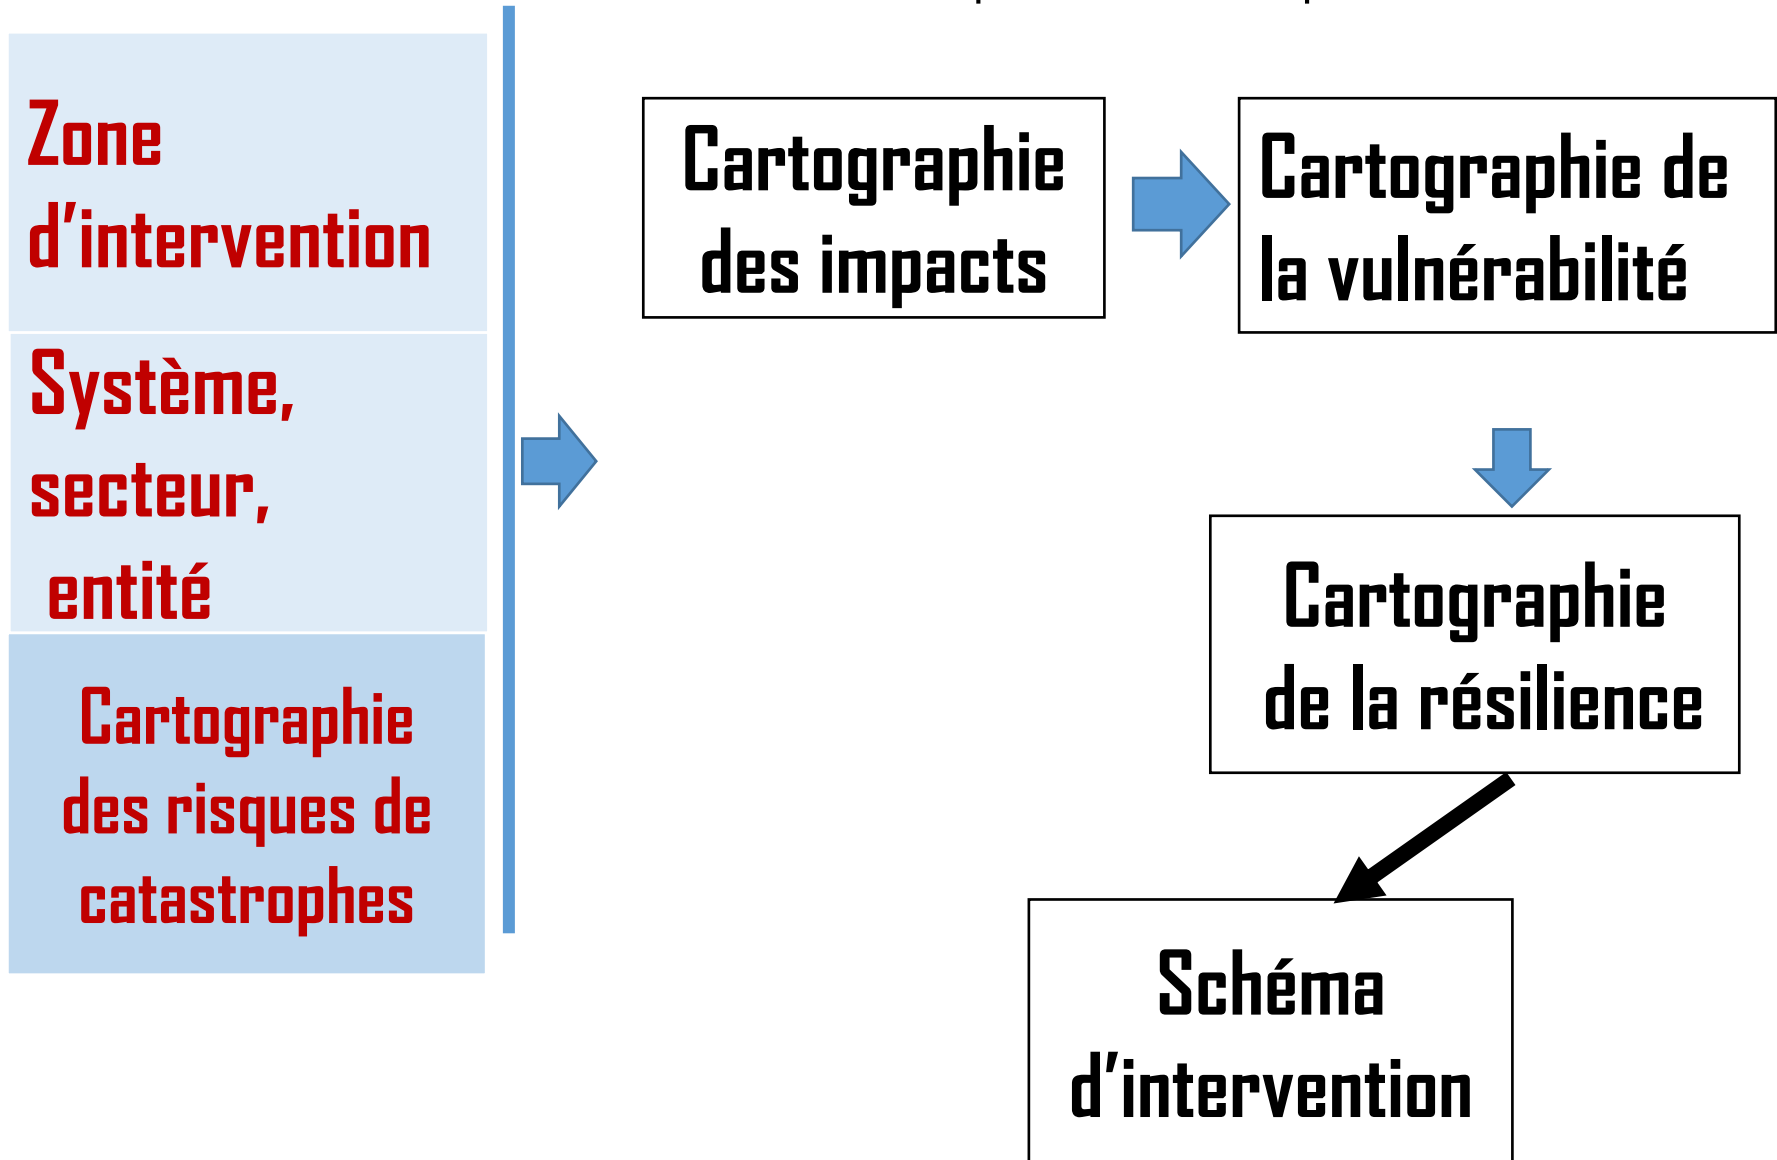 Zone
d’intervention
Système,
secteur,
entité
Cartographie
des risques de
catastrophes
Cartographie
des impacts
Cartographie de
la vulnérabilité
Cartographie
de la résilience
Schéma
d’intervention